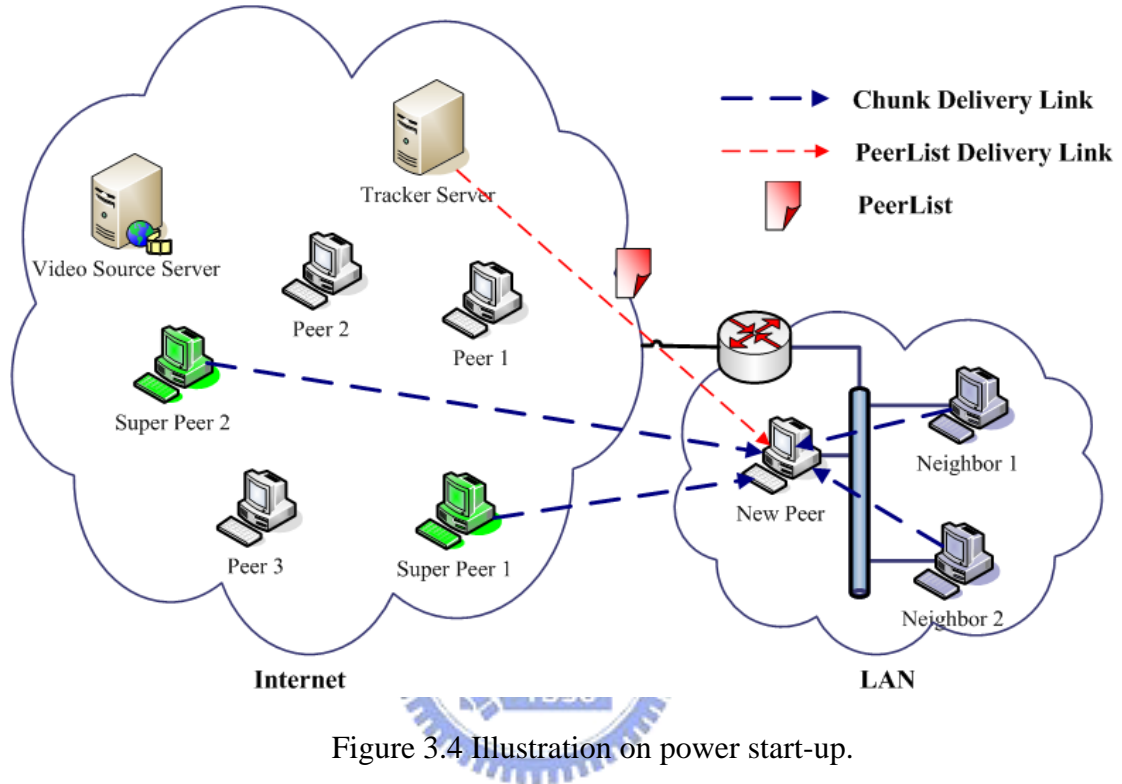 Tracker Server
Video Source Server
Peer 2
Peer 1
Super Peer 2
Peer 3
Super Peer 1
Internet
Chunk Delivery Link
PeerList Delivery Link
PeerList
New Peer
Neighbor 1
Neighbor 2
LAN
Figure 3.4 Illustration on power start-up.